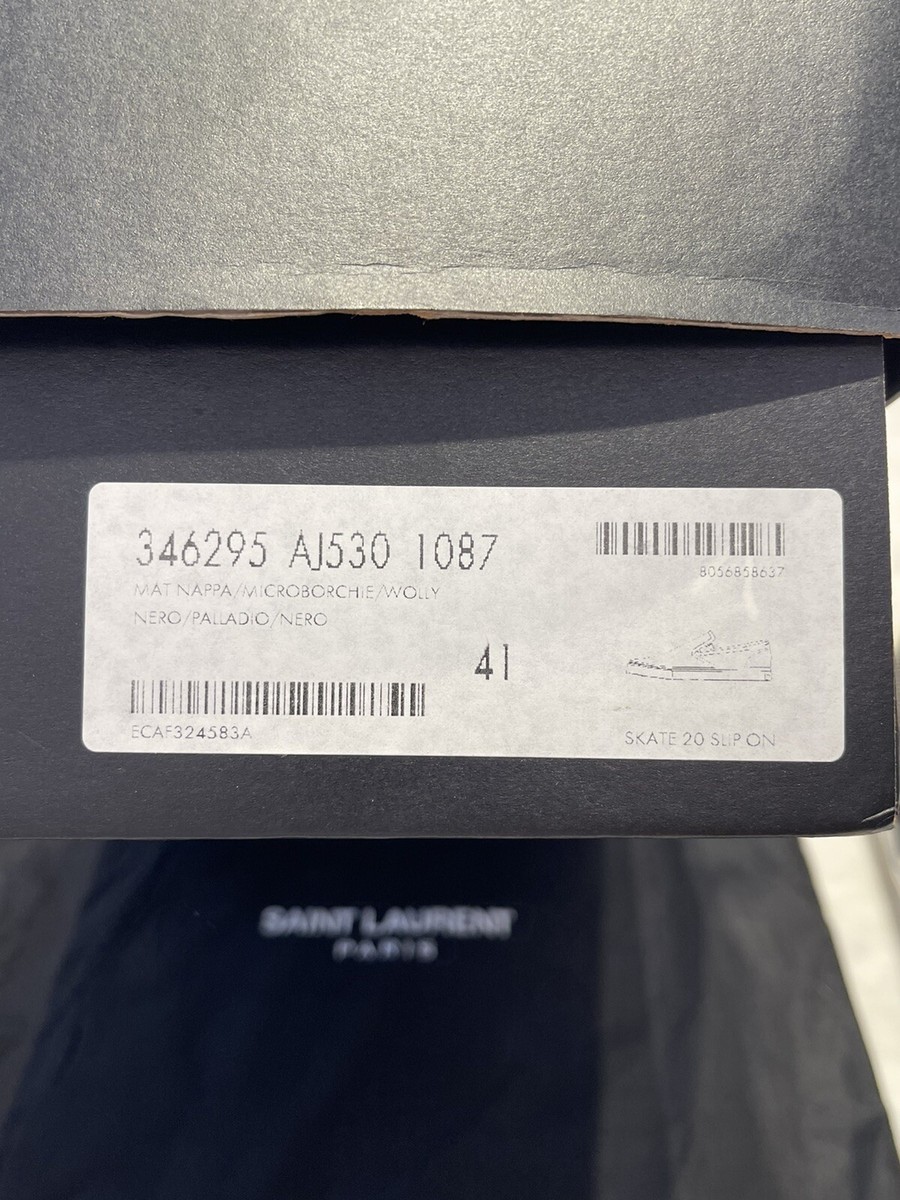 346295 AJ530 1087
8056858637
MAT NAPPA/MICROBORCHIE/WOLLY
NERO/PALLADIO/NERO
41
ECAF324583A
SKATE 20 SLIP ON
SAINT LAURENT
PARIS